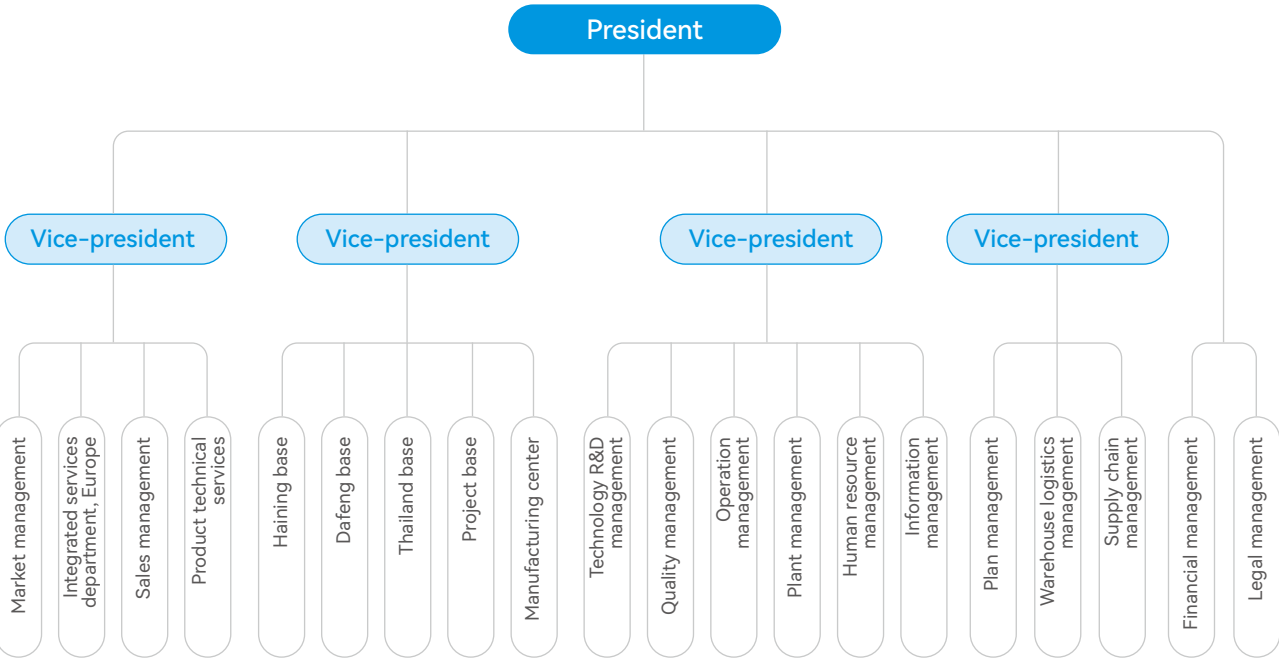 President
Vice-president
Vice-president
Vice-president
Vice-president
Market management
Integrated services
department, Europe
Sales management
Product technical
services
Haining base
Dafeng base
Thailand base
Project base
Manufacturing center
Technology R&D
management
Quality management
Operation
management
Plant management
Human resource
management
Information
management
Plan management
Warehouse logistics
management
Supply chain
management
Financial management
Legal management